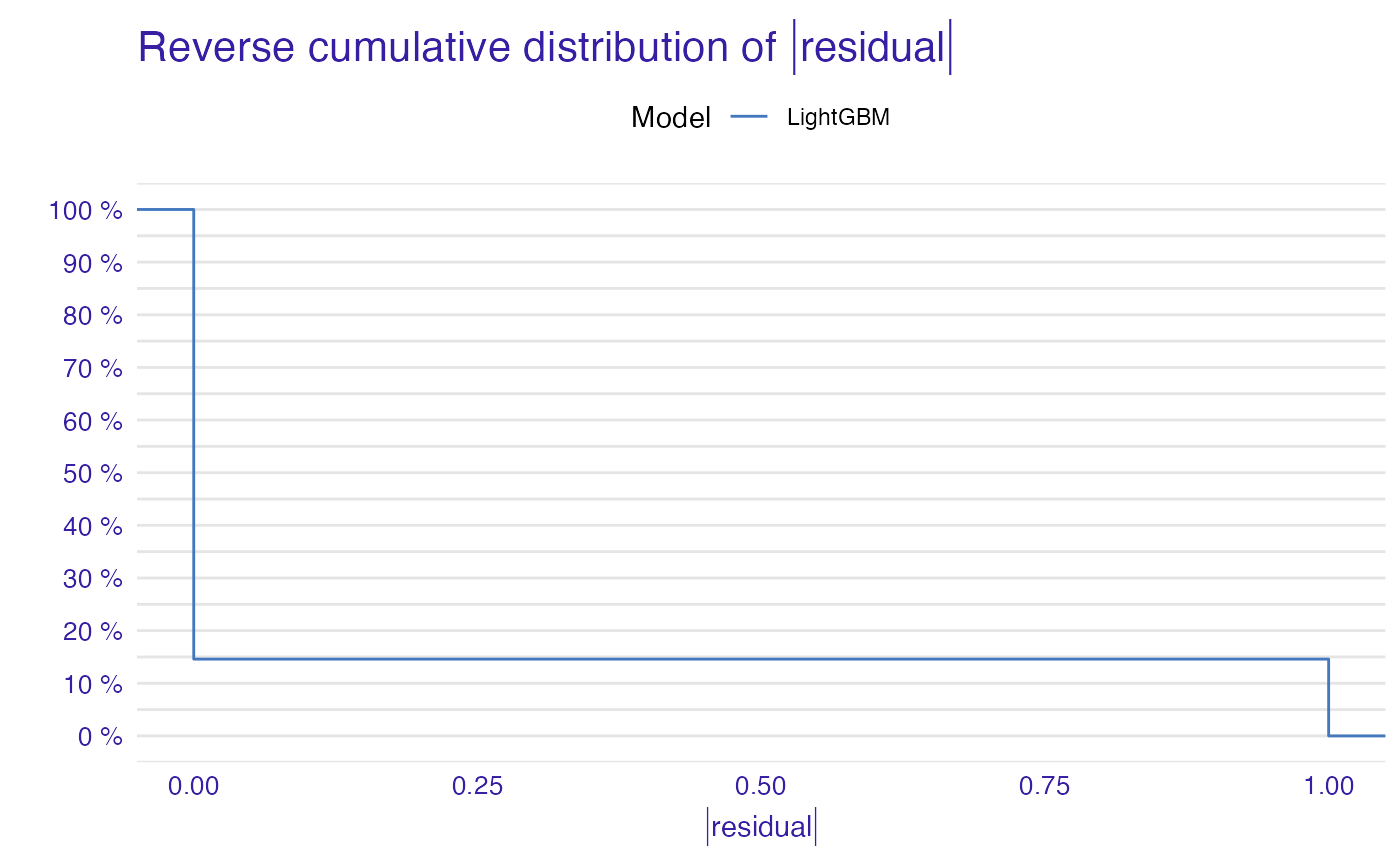 Reverse cumulative distribution of |residual|
Model LightGBM
100 %
90 %
80 %
70 %
60 %
50 %
40 %
30 %
20 %
10 %
0 %
0.00 0.25 0.50 0.75 1.00
|residual|